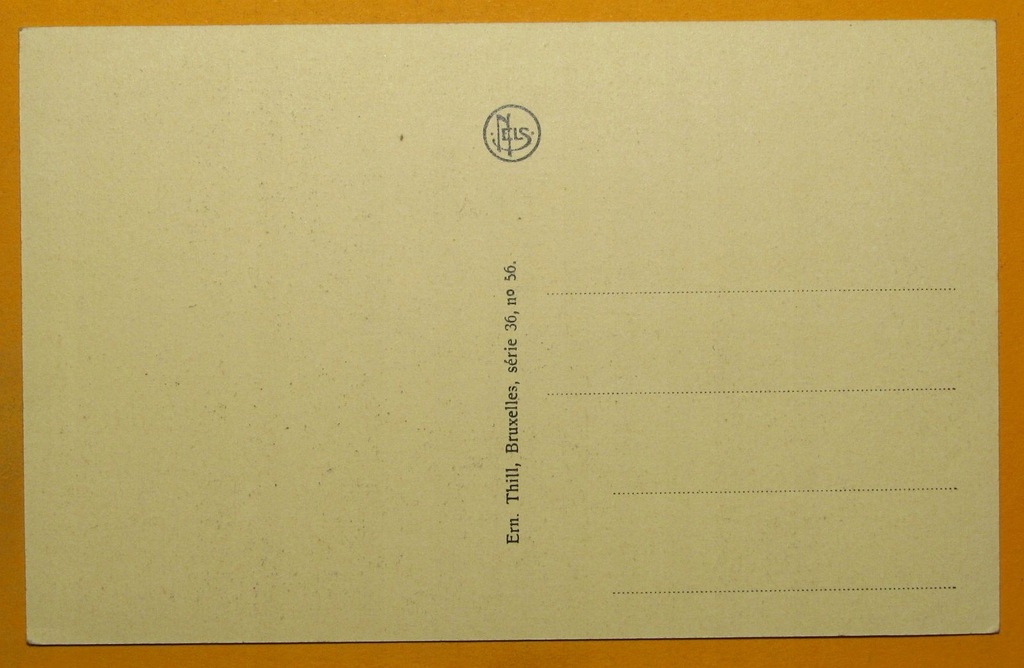 NELS
Ern. Thill, Bruxelles, série 36, no 56.